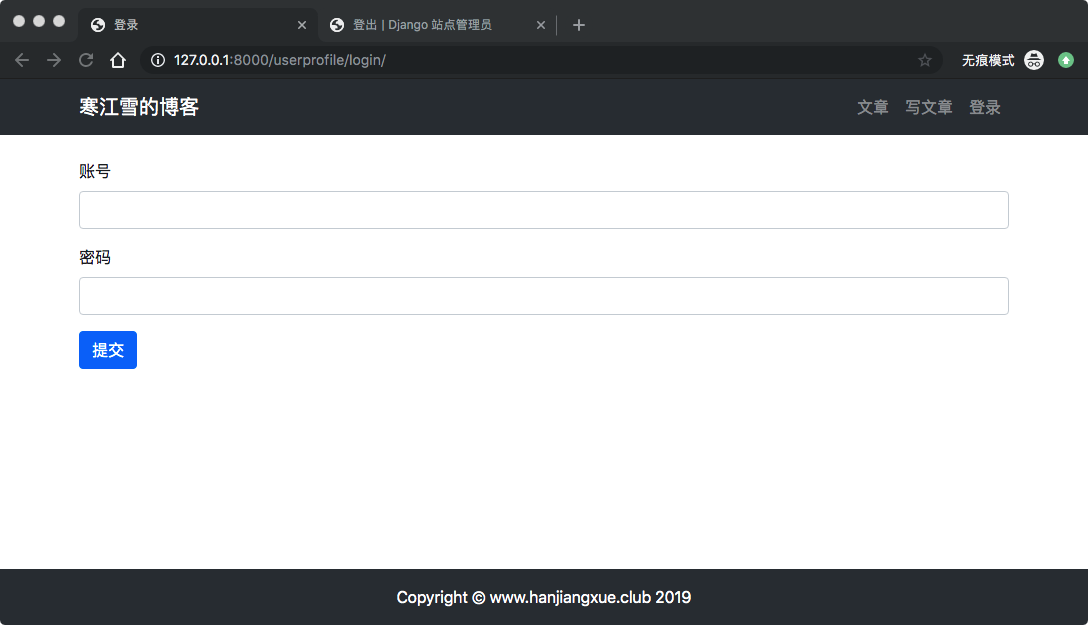 登录
登出 | Django 站点管理员
127.0.0.1:8000/userprofile/login/
无痕模式
寒江雪的博客
文章 写文章 登录
账号
密码
提交
Copyright © www.hanjiangxue.club 2019